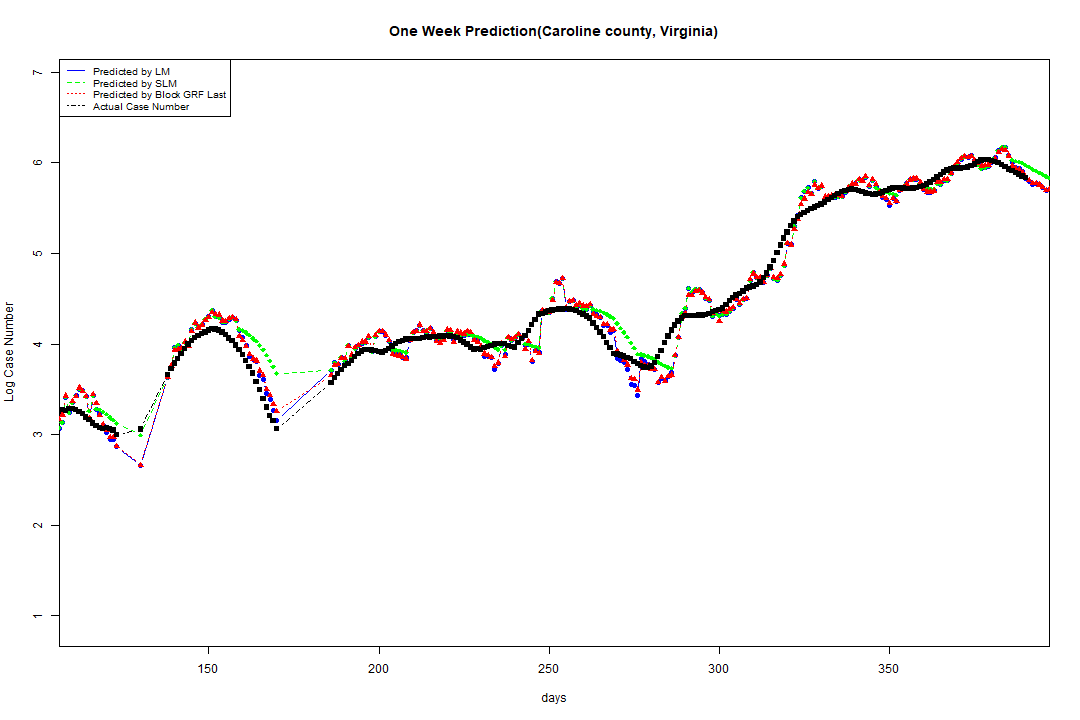 One Week Prediction(Caroline county, Virginia)
Predicted by LM
Predicted by SLM
Predicted by Block GRF Last
Actual Case Number
7
6
5
4
3
2
1
Log Case Number
150 200 250 300 350
days